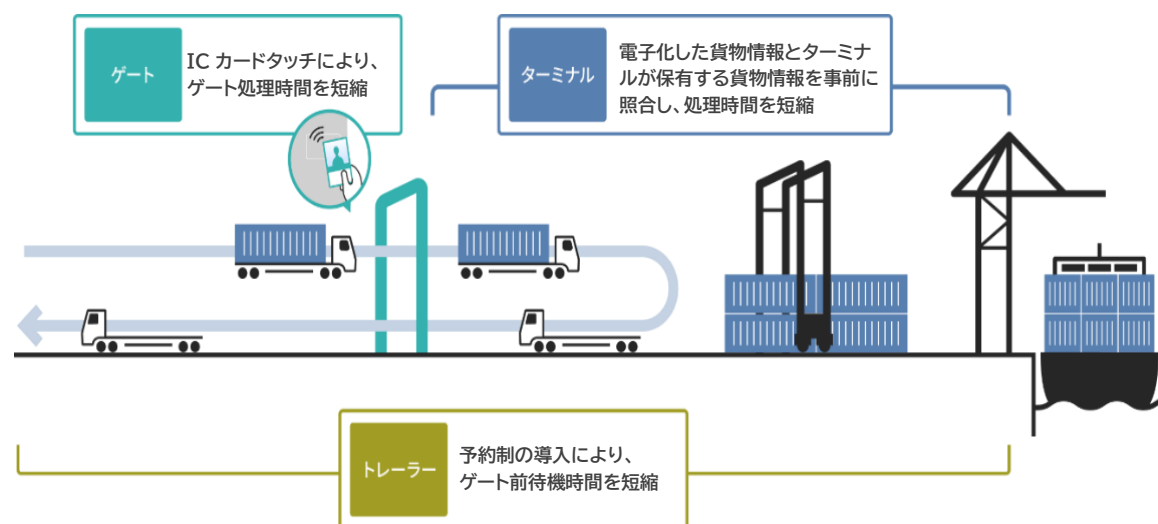 ゲート
IC カードタッチにより、
ゲート処理時間を短縮
ターミナル
電子化した貨物情報とターミナ
ルが保有する貨物情報を事前に
照合し、処理時間を短縮
トレーラー
予約制の導入により、
ゲート前待機時間を短縮